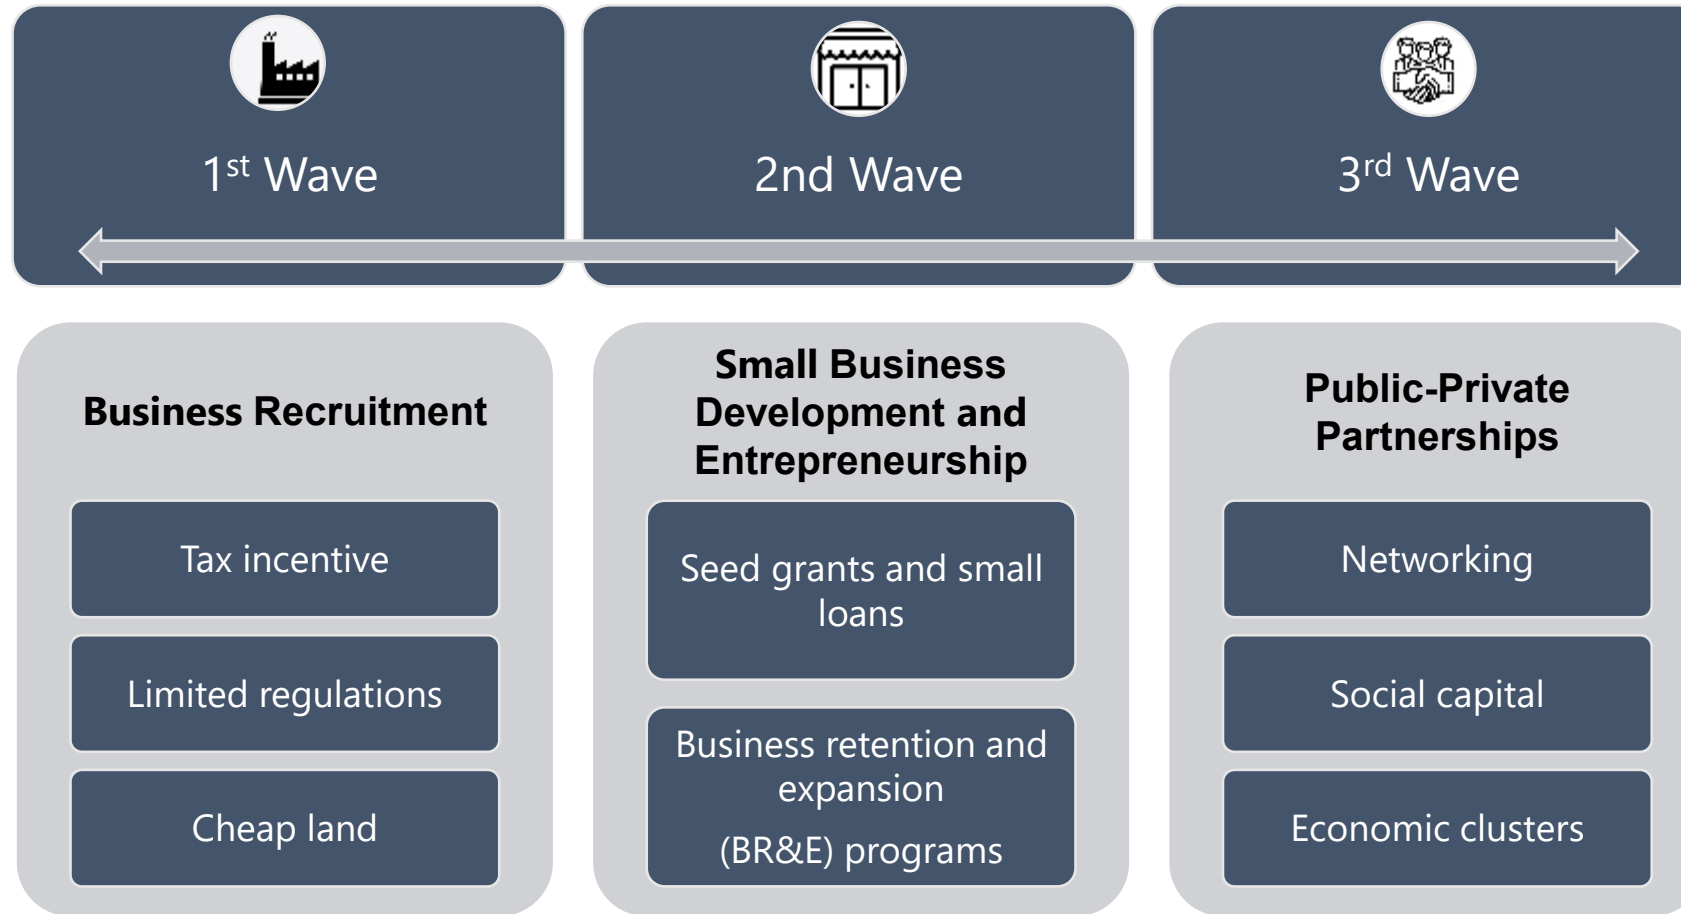 1st Wave
2nd Wave
3rd Wave
Business Recruitment
Tax incentive
Limited regulations
Cheap land
Small Business
Development and
Entrepreneurship
Seed grants and small
loans
Business retention and
expansion
(BR&E) programs
Public-Private
Partnerships
Networking
Social capital
Economic clusters